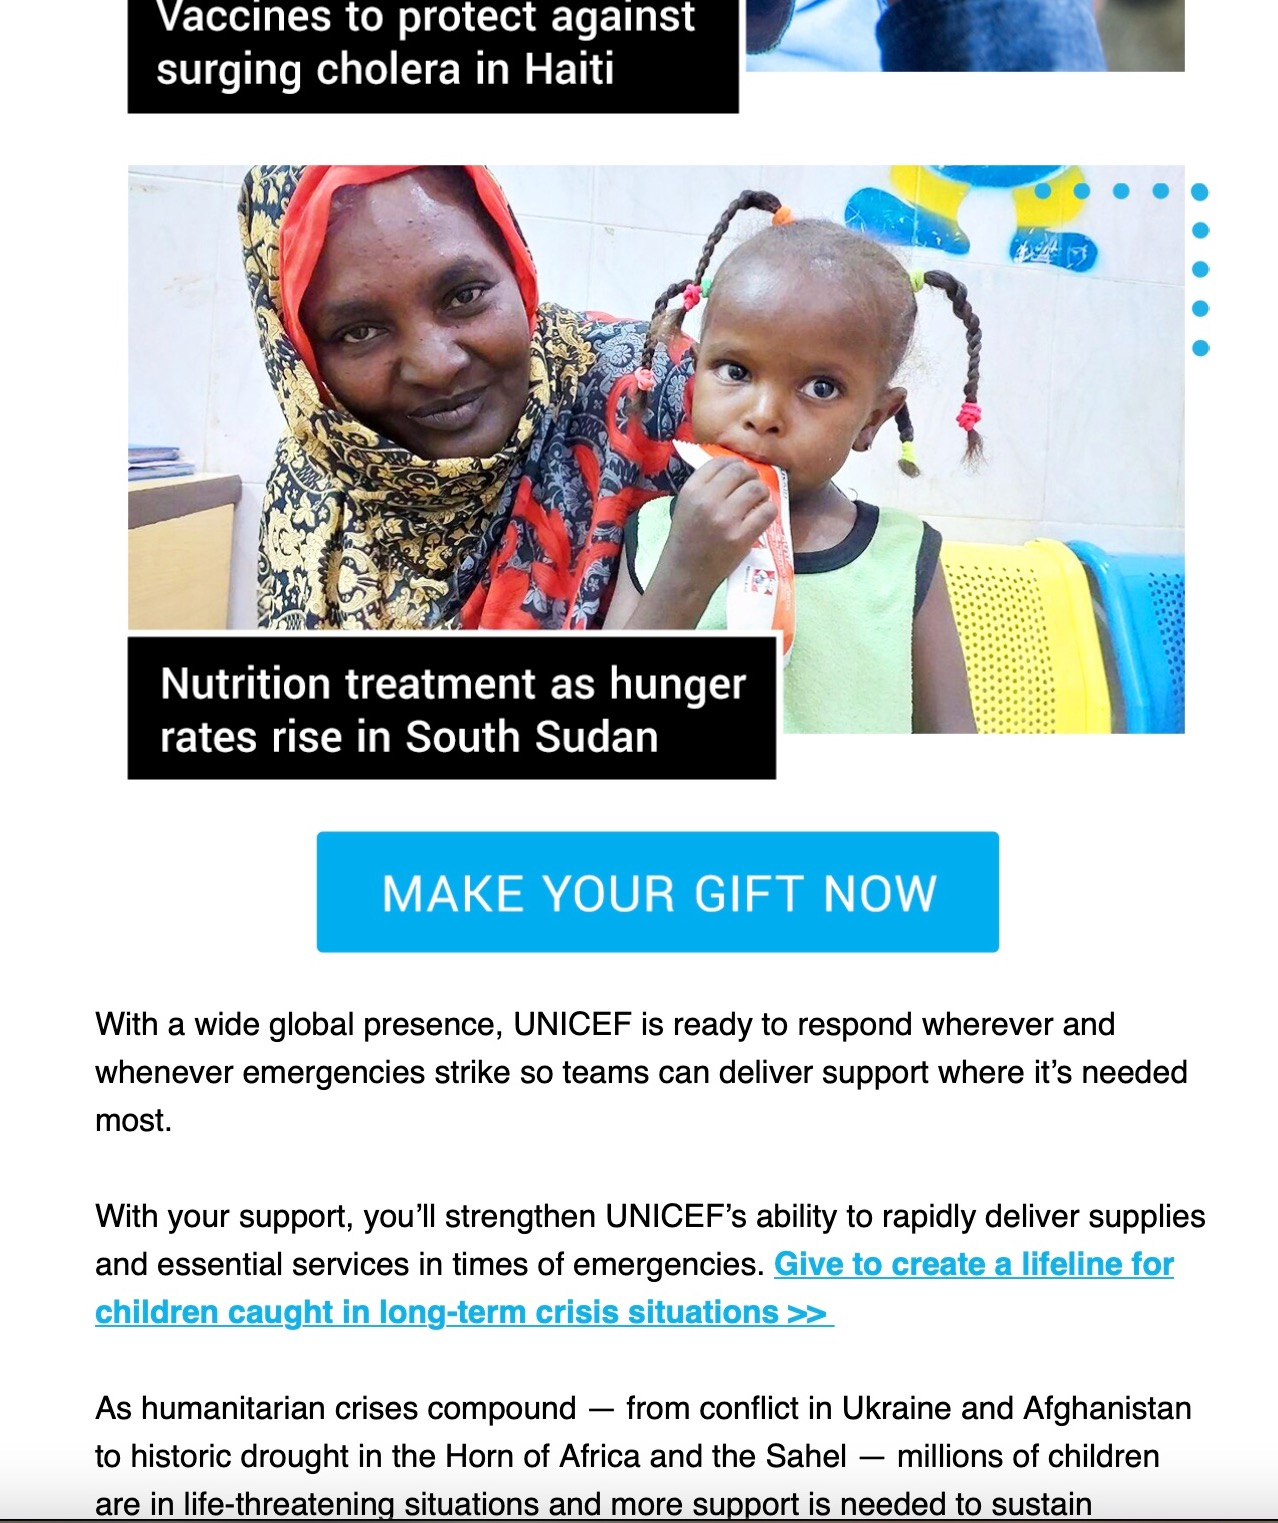 Vaccines to protect against
surging cholera in Haiti
Nutrition treatment as hunger
rates rise in South Sudan
MAKE YOUR GIFT NOW
With a wide global presence, UNICEF is ready to respond wherever and
whenever emergencies strike so teams can deliver support where it’s needed
most.
With your support, you’ll strengthen UNICEF’s ability to rapidly deliver supplies
and essential services in times of emergencies. Give to create a lifeline for
children caught in long-term crisis situations >>
As humanitarian crises compound — from conflict in Ukraine and Afghanistan
to historic drought in the Horn of Africa and the Sahel — millions of children
are in life-threatening situations and more support is needed to sustain